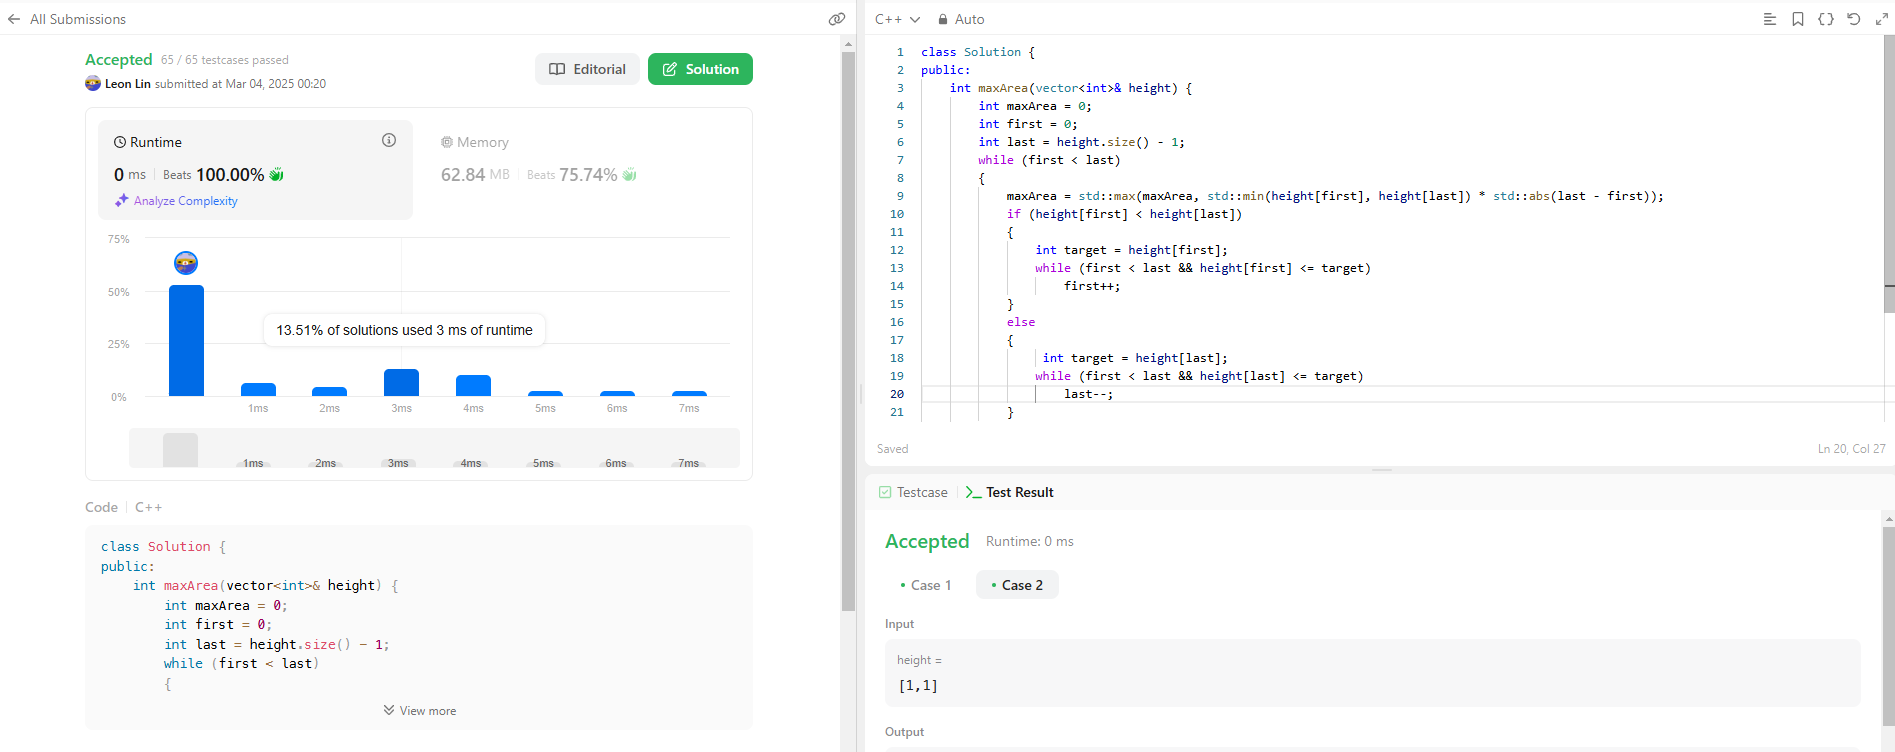 All Submissions
Accepted 65 / 65 testcases passed
Leon Lin submitted at Mar 04, 2025 00:20
Editorial
Solution
Runtime
0 ms Beats 100.00%
Analyze Complexity
Memory
62.84 MB Beats 75.74%
75%
50%
25%
0%
13.51% of solutions used 3 ms of runtime
1ms 2ms 3ms 4ms 5ms 6ms 7ms
1ms 2ms 3ms 4ms 5ms 6ms 7ms
Code C++
class Solution {
public:
    int maxArea(vector<int>& height) {
        int maxArea = 0;
        int first = 0;
        int last = height.size() - 1;
        while (first < last)
        {
View more
C++ Auto
1 class Solution {
2 public:
3     int maxArea(vector<int>& height) {
4         int maxArea = 0;
5         int first = 0;
6         int last = height.size() - 1;
7         while (first < last)
8         {
9             maxArea = std::max(maxArea, std::min(height[first], height[last]) * std::abs(last - first));
10             if (height[first] < height[last])
11             {
12                 int target = height[first];
13                 while (first < last && height[first] <= target)
14                     first++;
15             }
16             else
17             {
18                  int target = height[last];
19                 while (first < last && height[last] <= target)
20                     last--;
21             }
Saved
Ln 20, Col 27
Testcase
Test Result
Accepted Runtime: 0 ms
• Case 1
• Case 2
Input
height =
[1,1]
Output